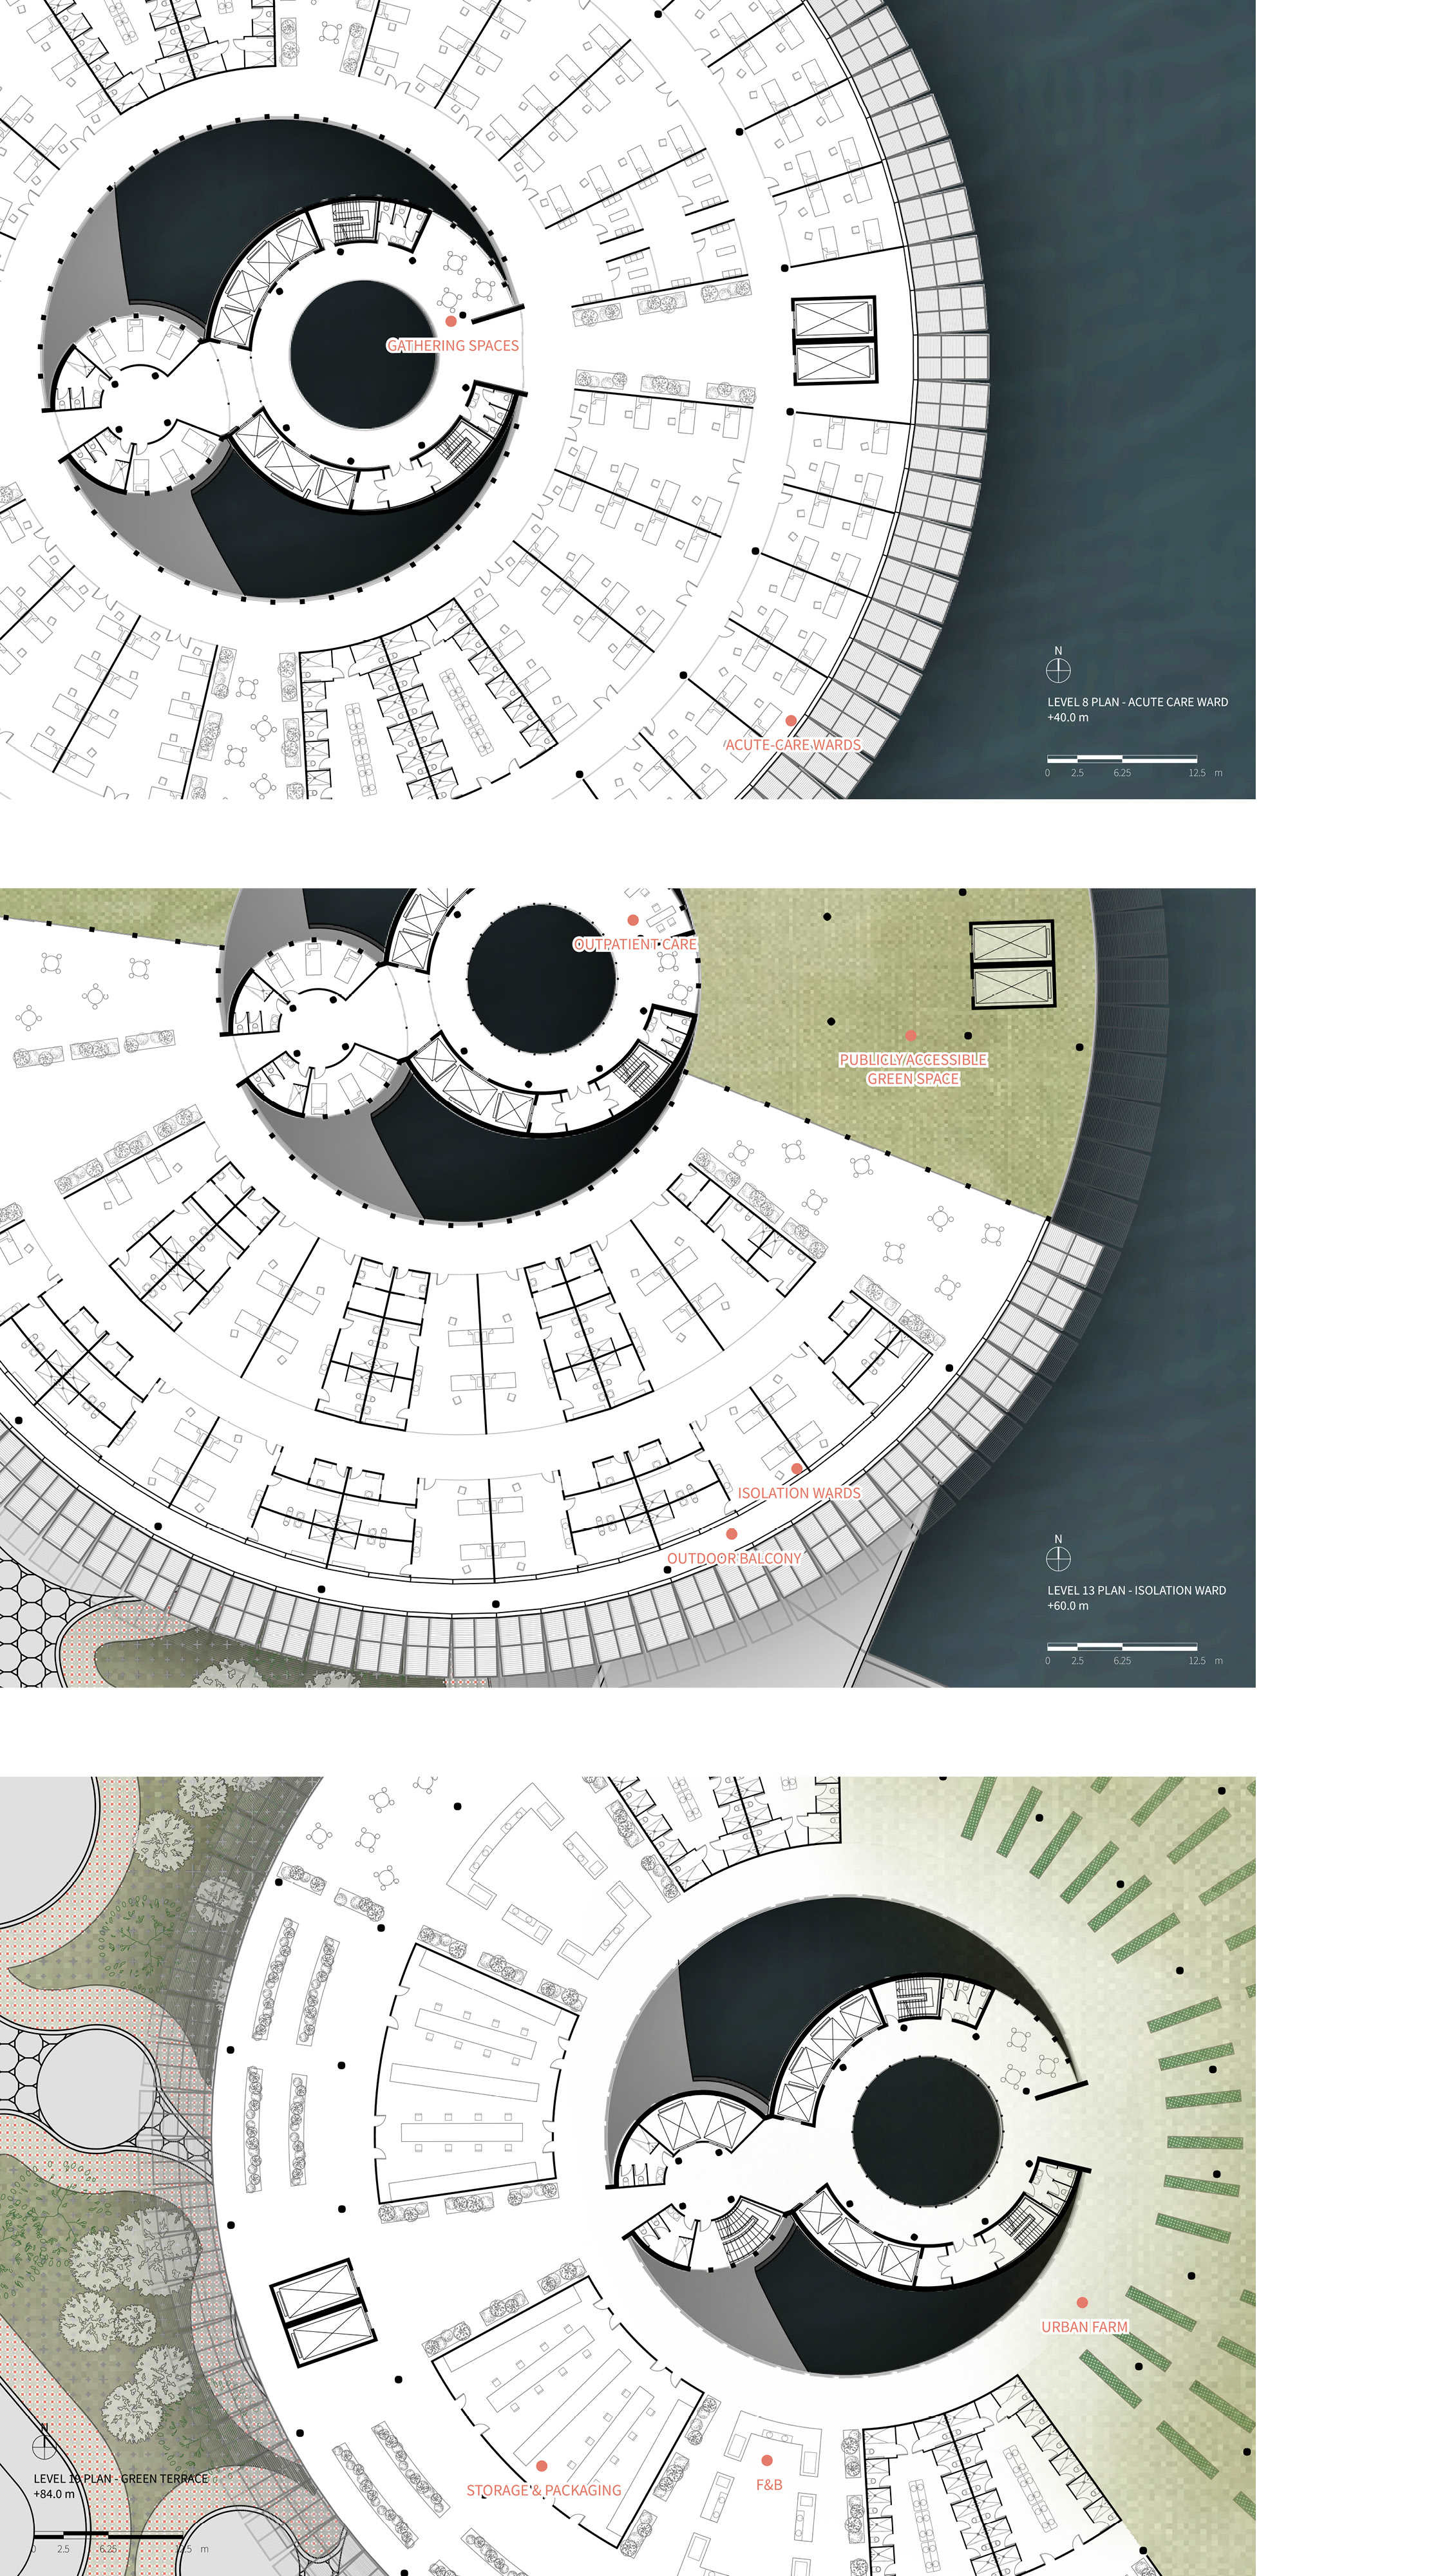 GATHERING SPACES
ACUTE-CARE WARDS
N
LEVEL 8 PLAN - ACUTE CARE WARD
+40.0 m
0 2.5 6.25 12.5 m
OUTPATIENT CARE
PUBLICLY ACCESSIBLE
GREEN SPACE
ISOLATION WARDS
OUTDOOR BALCONY
N
LEVEL 13 PLAN - ISOLATION WARD
+60.0 m
0 2.5 6.25 12.5 m
URBAN FARM
N
LEVEL PLAN - GREEN TERRACE
+84.0 m
0 2.5 6.25 12.5 m
STORAGE & PACKAGING
F&B